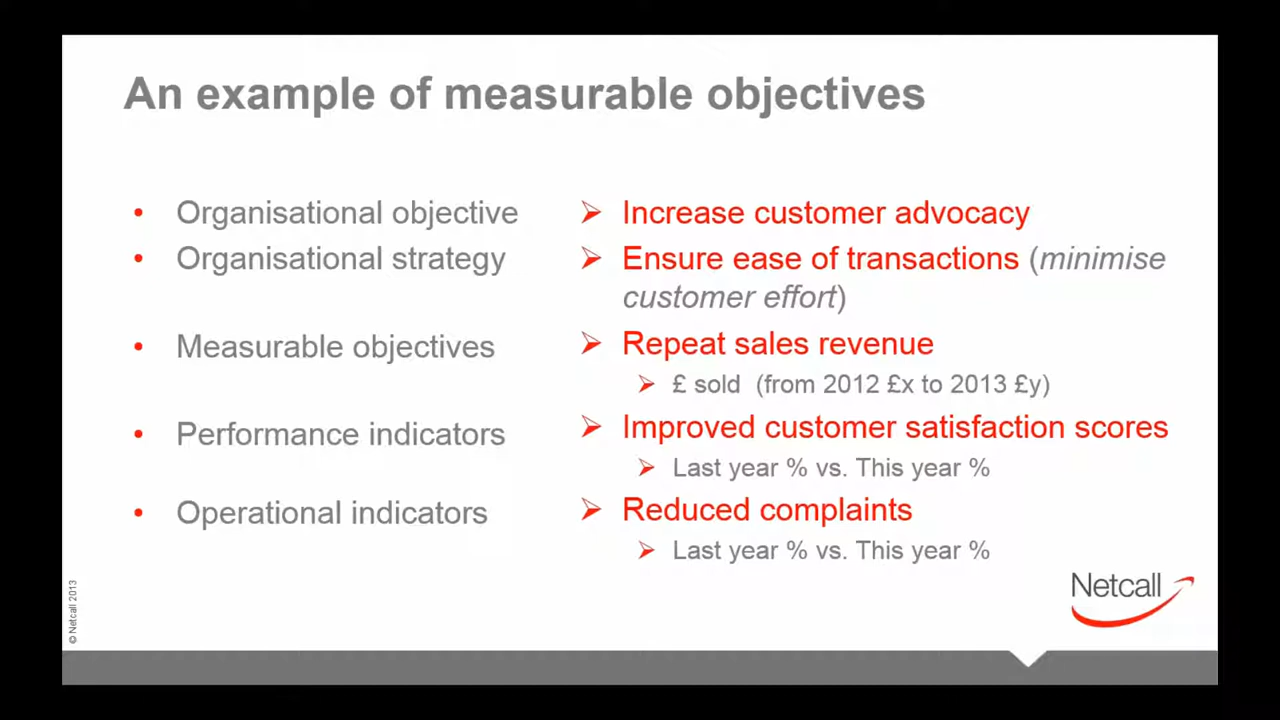 An example of measurable objectives
• Organisational objective
➢ Increase customer advocacy
• Organisational strategy
➢ Ensure ease of transactions (minimise
customer effort)
• Measurable objectives
➢ Repeat sales revenue
➢ £ sold (from 2012 £x to 2013 £y)
• Performance indicators
➢ Improved customer satisfaction scores
➢ Last year % vs. This year %
• Operational indicators
➢ Reduced complaints
➢ Last year % vs. This year %
© Netcall 2013
Netcall